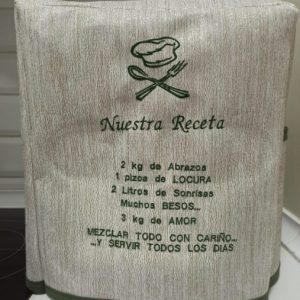 Nuestra Receta
2 kg de Abrazos
1 pizca de LOCURA
2 Litros de Sonrisas
Muchos BESOS...
3 kg de AMOR
MEZCLAR TODO CON CARIÑO...
...Y SERVIR TODOS LOS DIAS